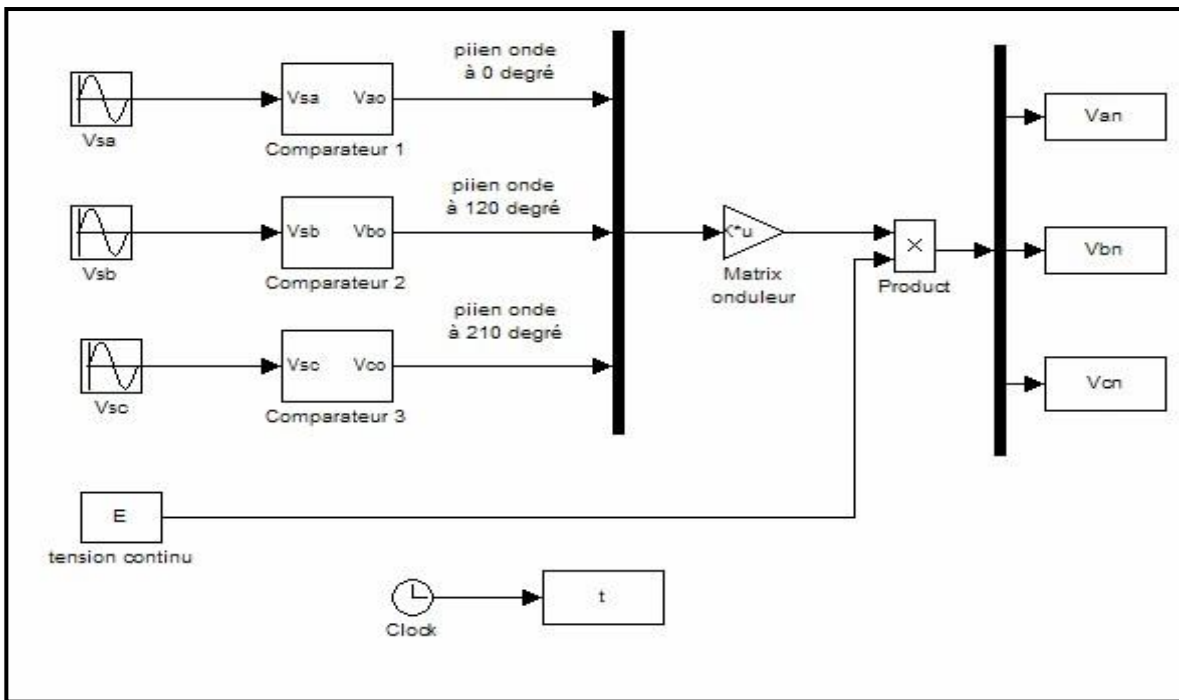 piien onde
à 0 degré
Vsa
Vsa Vao
Comparateur 1
Van
piien onde
à 120 degré
Vsb
Vsb Vbo
Comparateur 2
K*u
Matrix
onduleur
×
Product
Vbn
piien onde
à 210 degré
Vsc
Vsc Vco
Comparateur 3
Vcn
E
tension continu
Clock
t